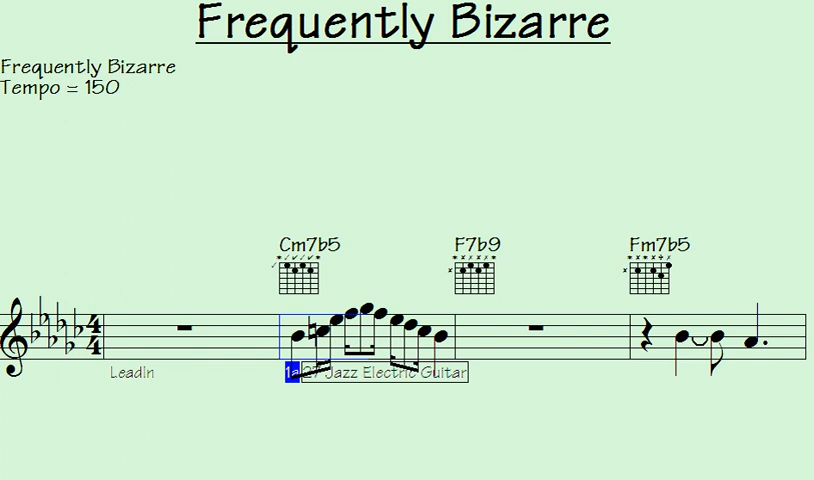 Frequently Bizarre
Frequently Bizarre
Tempo = 150
Cm7b5 F7b9 Fm7b5
4
4
LeadIn 1a 27 Jazz Electric Guitar